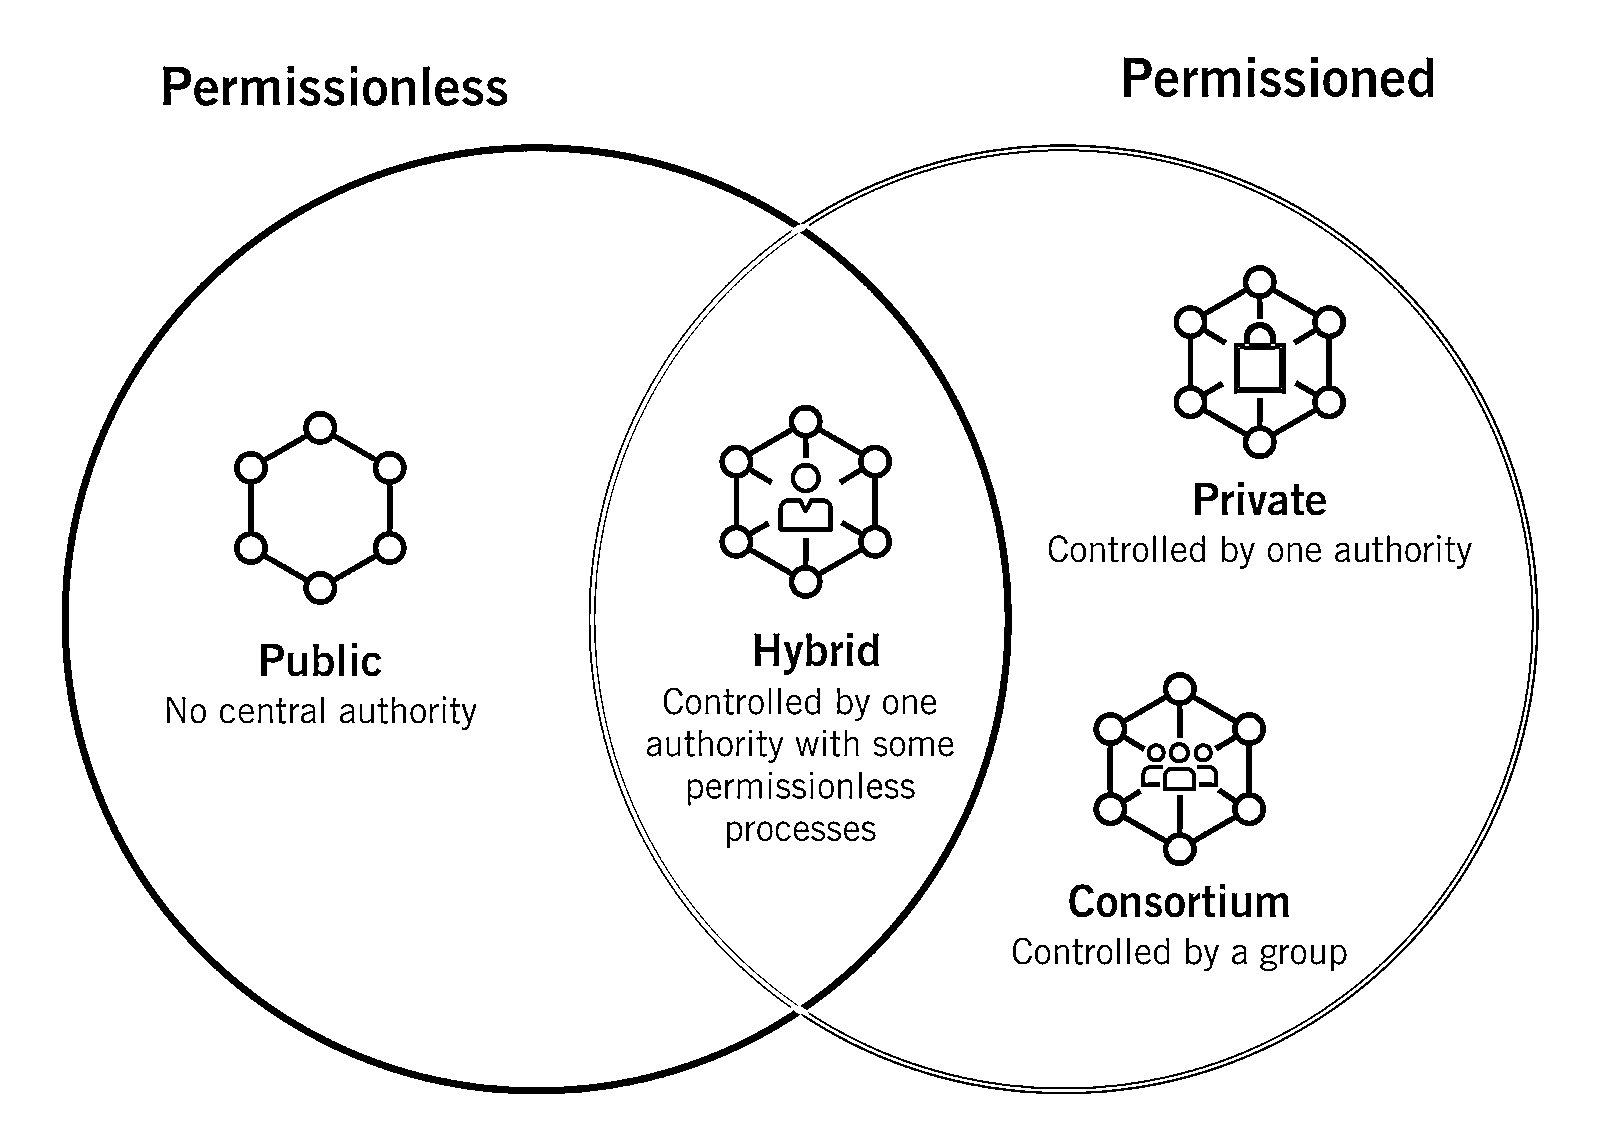 Permissionless
Permissioned
Public
No central authority
Hybrid
Controlled by one
authority with some
permissionless
processes
Private
Controlled by one authority
Consortium
Controlled by a group